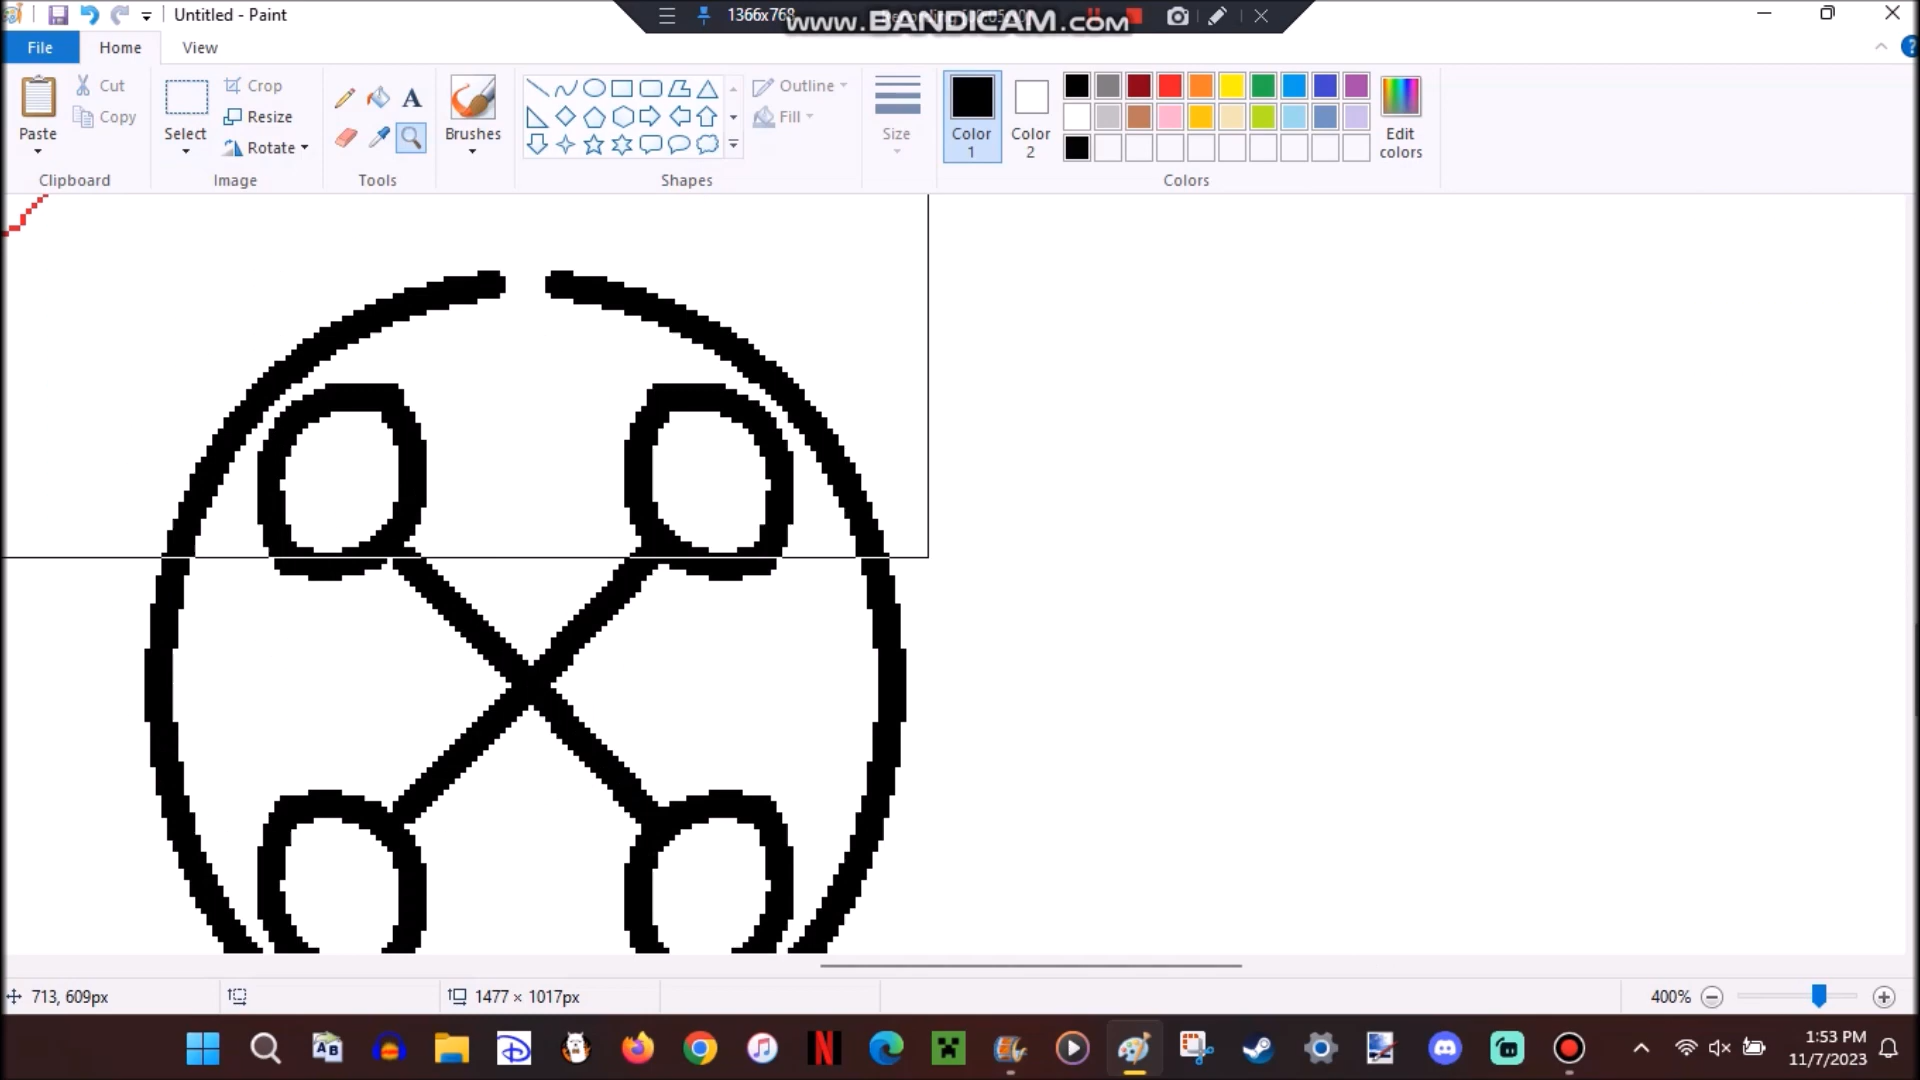 Untitled - Paint
1366x768
www.BANDICAM.com
File
Home
View
Paste
Cut
Copy
Select
Crop
Resize
Rotate
A
Brushes
Outline
Fill
Size
Color 1
Color 2
Edit colors
Clipboard
Image
Tools
Shapes
Colors
713, 609px
1477 × 1017px
400%
1:53 PM
11/7/2023